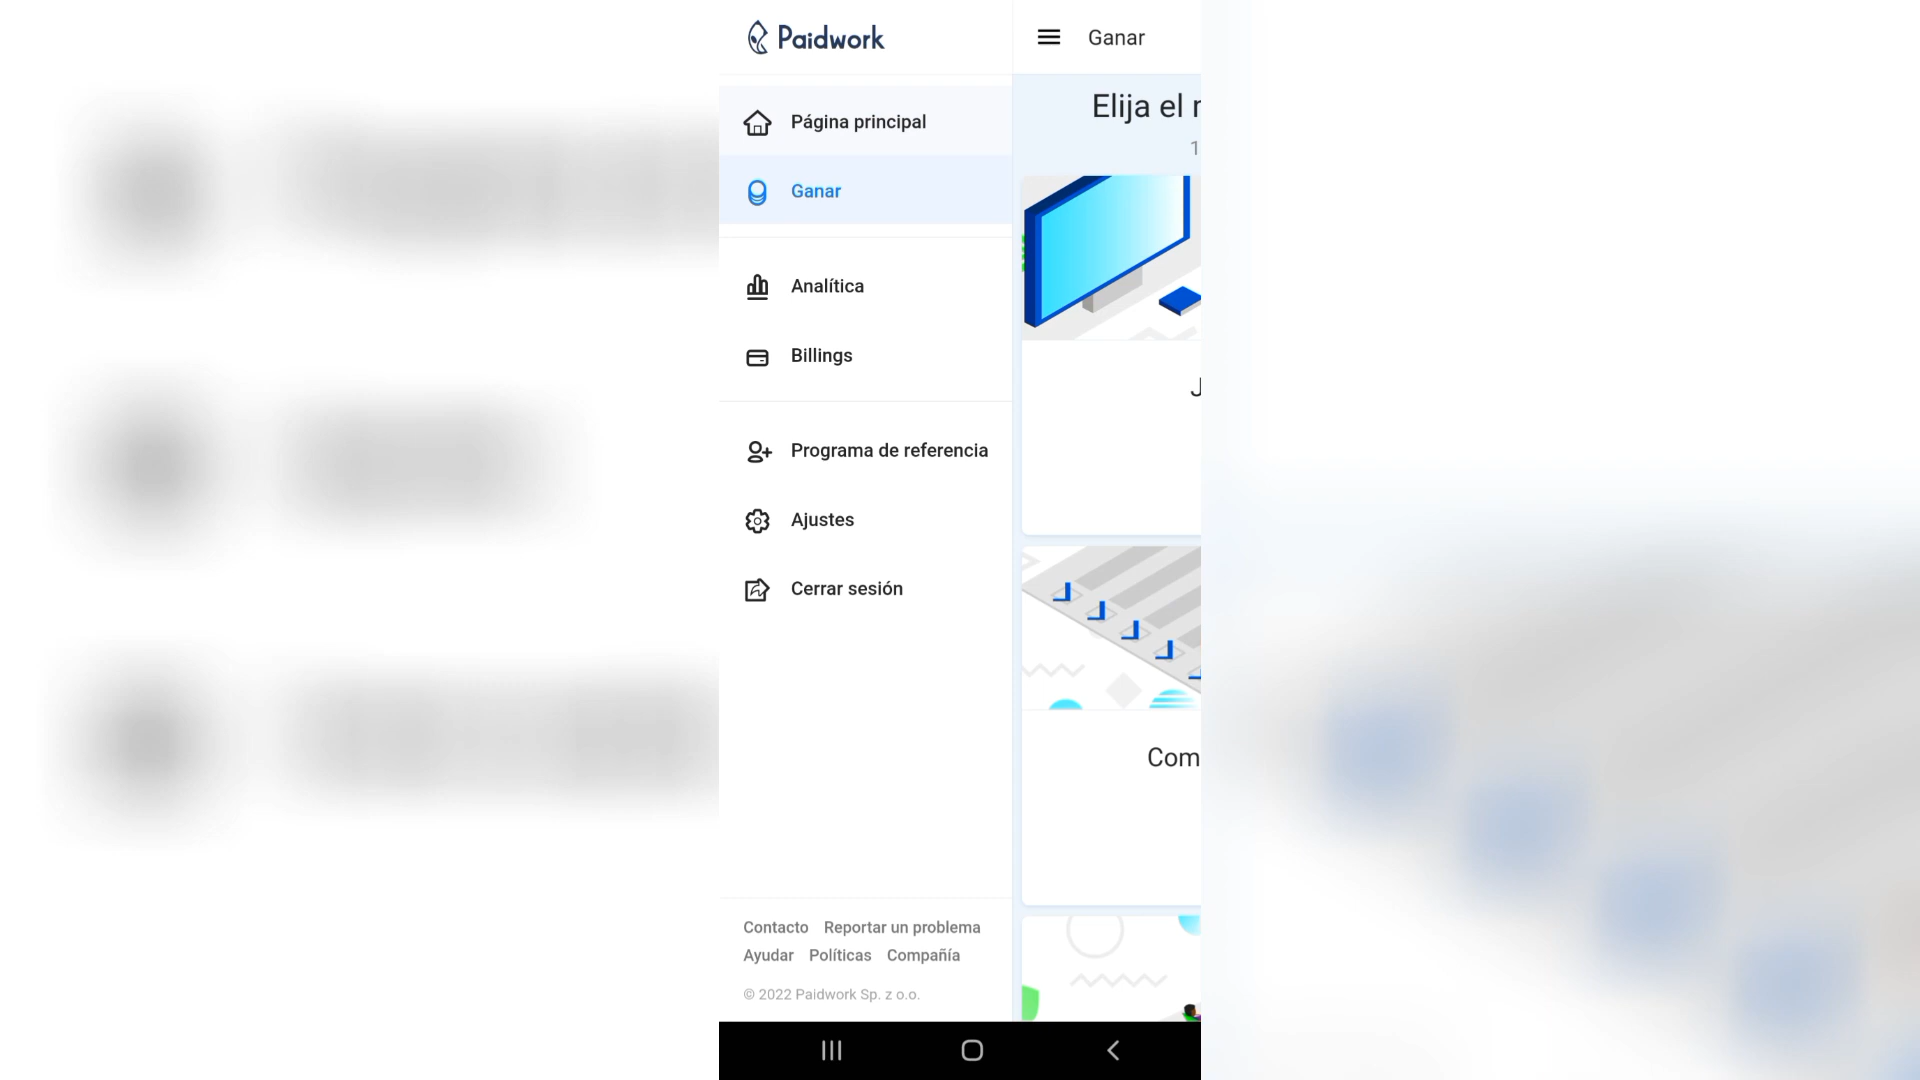 Paidwork
Ganar
Página principal
Ganar
Analítica
Billings
Programa de referencia
Ajustes
Cerrar sesión
Contacto Reportar un problema
Ayudar Políticas Compañía
© 2022 Paidwork Sp. z o.o.
Elija el
1
J
Com